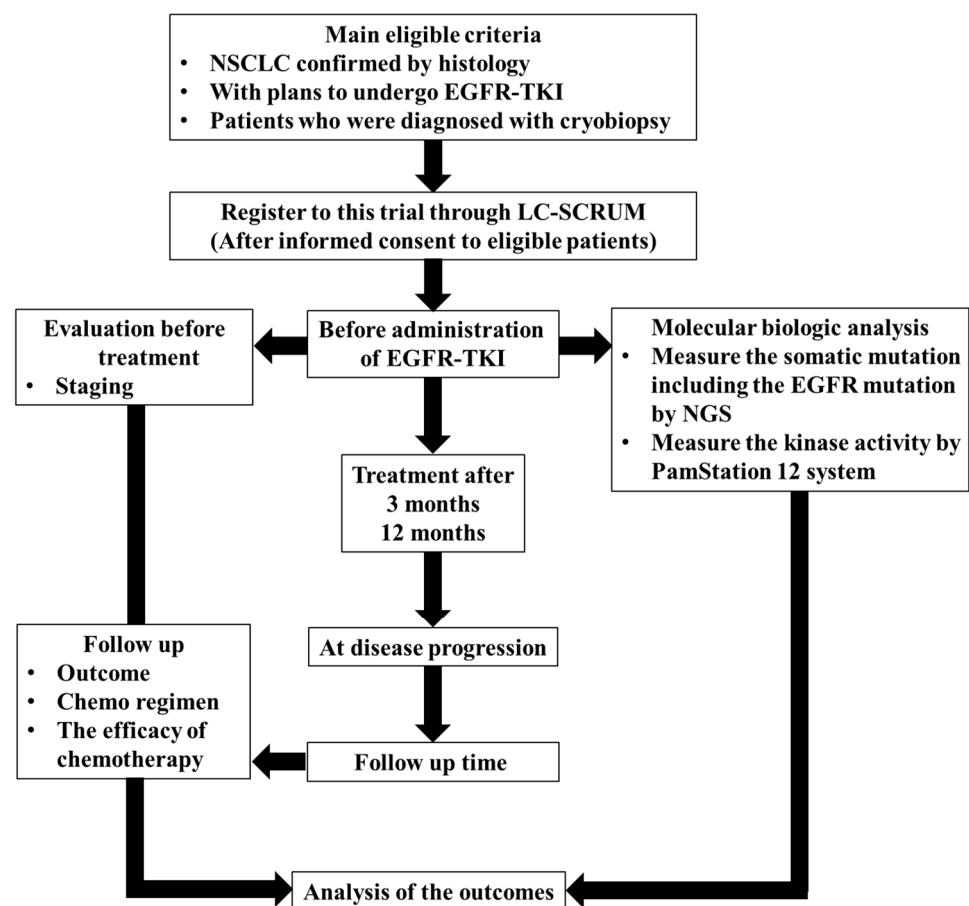 Main eligible criteria
• NSCLC confirmed by histology
• With plans to undergo EGFR-TKI
• Patients who were diagnosed with cryobiopsy
Register to this trial through LC-SCRUM
(After informed consent to eligible patients)
Evaluation before
treatment
• Staging
Before administration
of EGFR-TKI
Molecular biologic analysis
• Measure the somatic mutation
including the EGFR mutation
by NGS
• Measure the kinase activity by
PamStation 12 system
Treatment after
3 months
12 months
At disease progression
Follow up
• Outcome
• Chemo regimen
• The efficacy of
chemotherapy
Follow up time
Analysis of the outcomes